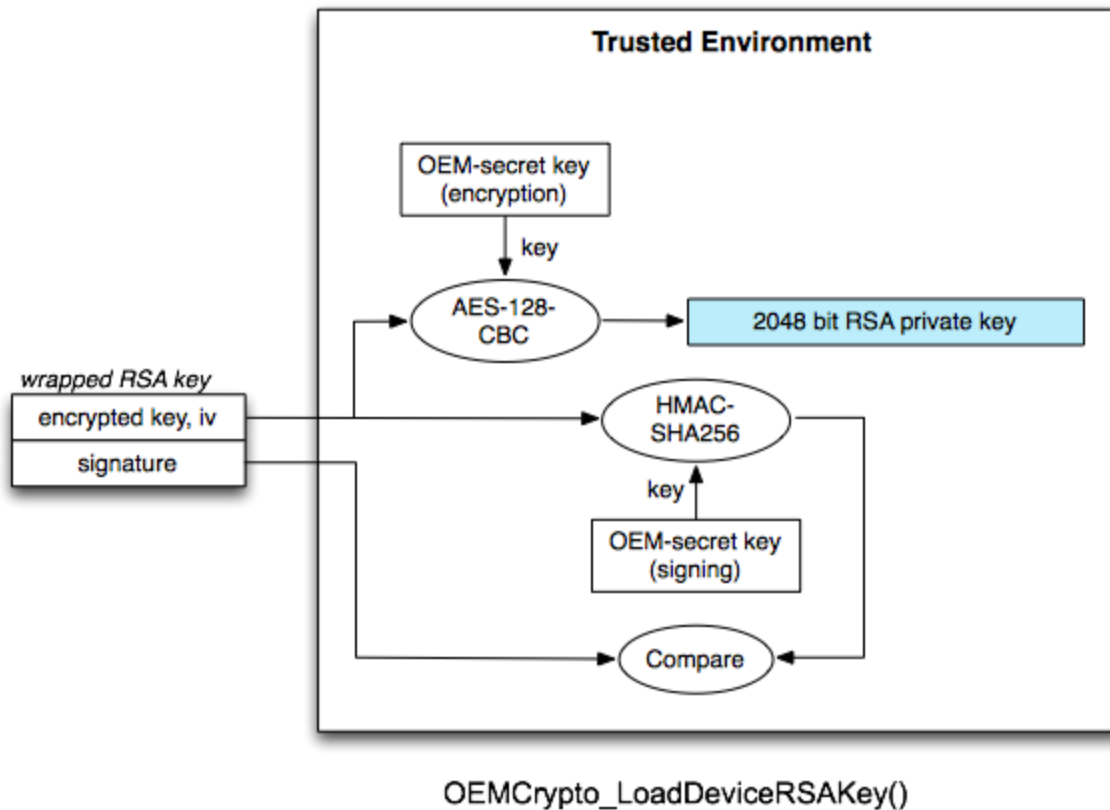 Trusted Environment
OEM-secret key
(encryption)
key
AES-128-
CBC
2048 bit RSA private key
wrapped RSA key
encrypted key, iv
signature
HMAC-
SHA256
key
OEM-secret key
(signing)
Compare
OEMCrypto_LoadDeviceRSAKey()